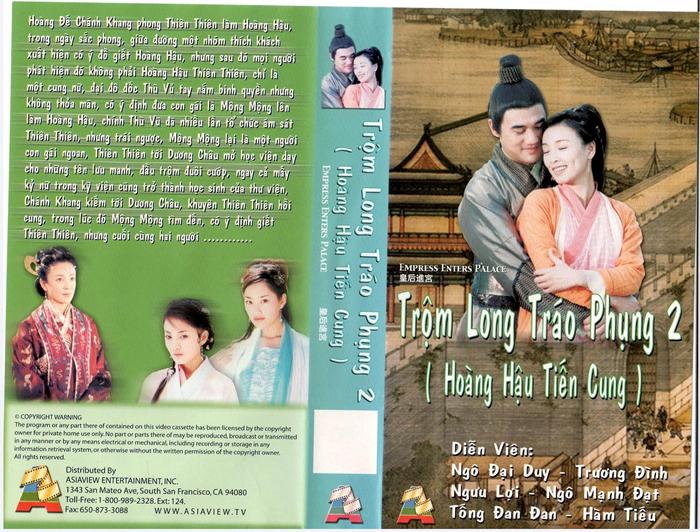 Hoàng Đế Chánh Khang phong Thiên Thiên làm Hoàng Hậu,
trong ngày sắc phong, giữa đường một nhóm thích khách
xuất hiện có ý đồ giết Hoàng Hậu, nhưng sau đó mọi người
phát hiện đó không phải Hoàng Hậu Thiên Thiên, chỉ là
một cung nữ, đại đô đốc Thù Vũ tay nắm binh quyền nhưng
không thỏa mãn, có ý định đưa con gái là Mộng Mộng lên
làm Hoàng Hậu, chính Thù Vũ đã nhiều lần tổ chức ám sát
Thiên Thiên, nhưng trái ngược, Mộng Mộng lại là một người
con gái ngoan, Thiên Thiên tới Dương Châu mở học viện dạy
cho những tên lưu manh, đầu trộm đuôi cướp, ngay cả mấy
kỷ nữ trong kỹ viện cũng trở thành học sinh của thư viện,
Chánh Khang kiếm tới Dương Châu, khuyên Thiên Thiên hồi
cung, trong lúc đó Mộng Mộng tìm đến, có ý định giết
Thiên Thiên, nhưng cuối cùng hai người ............
© COPYRIGHT WARNING
The program or any part there of contained on this video cassette has been licensed by the copyright
owner for private home use only. No part or parts there of may be reproduced, broadcast or transmitted
in any manner or by any means electrical or mechanical, including recording or storage in any
information retrieval system, or otherwise without the written permission of the copyright owner.
All rights reserved.
Distributed By
ASIAVIEW ENTERTAINMENT, INC.
1343 San Mateo Ave, South San Francisco, CA 94080
Toll-Free: 1-800-989-2328. Ext: 124.
Fax: 650-873-3088 WWW.ASIAVIEW.TV
Trộm Long Tráo Phụng 2
( Hoàng Hậu Tiến Cung )
EMPRESS ENTERS PALACE
皇后進宮
EMPRESS ENTERS PALACE
皇后進宮
Trộm Long Tráo Phụng 2
( Hoàng Hậu Tiến Cung )
Diễn Viên:
Ngô Đại Duy - Trương Đình
Ngưu Lợi - Ngô Mạnh Đạt
Tống Đan Đan - Hàm Tiếu